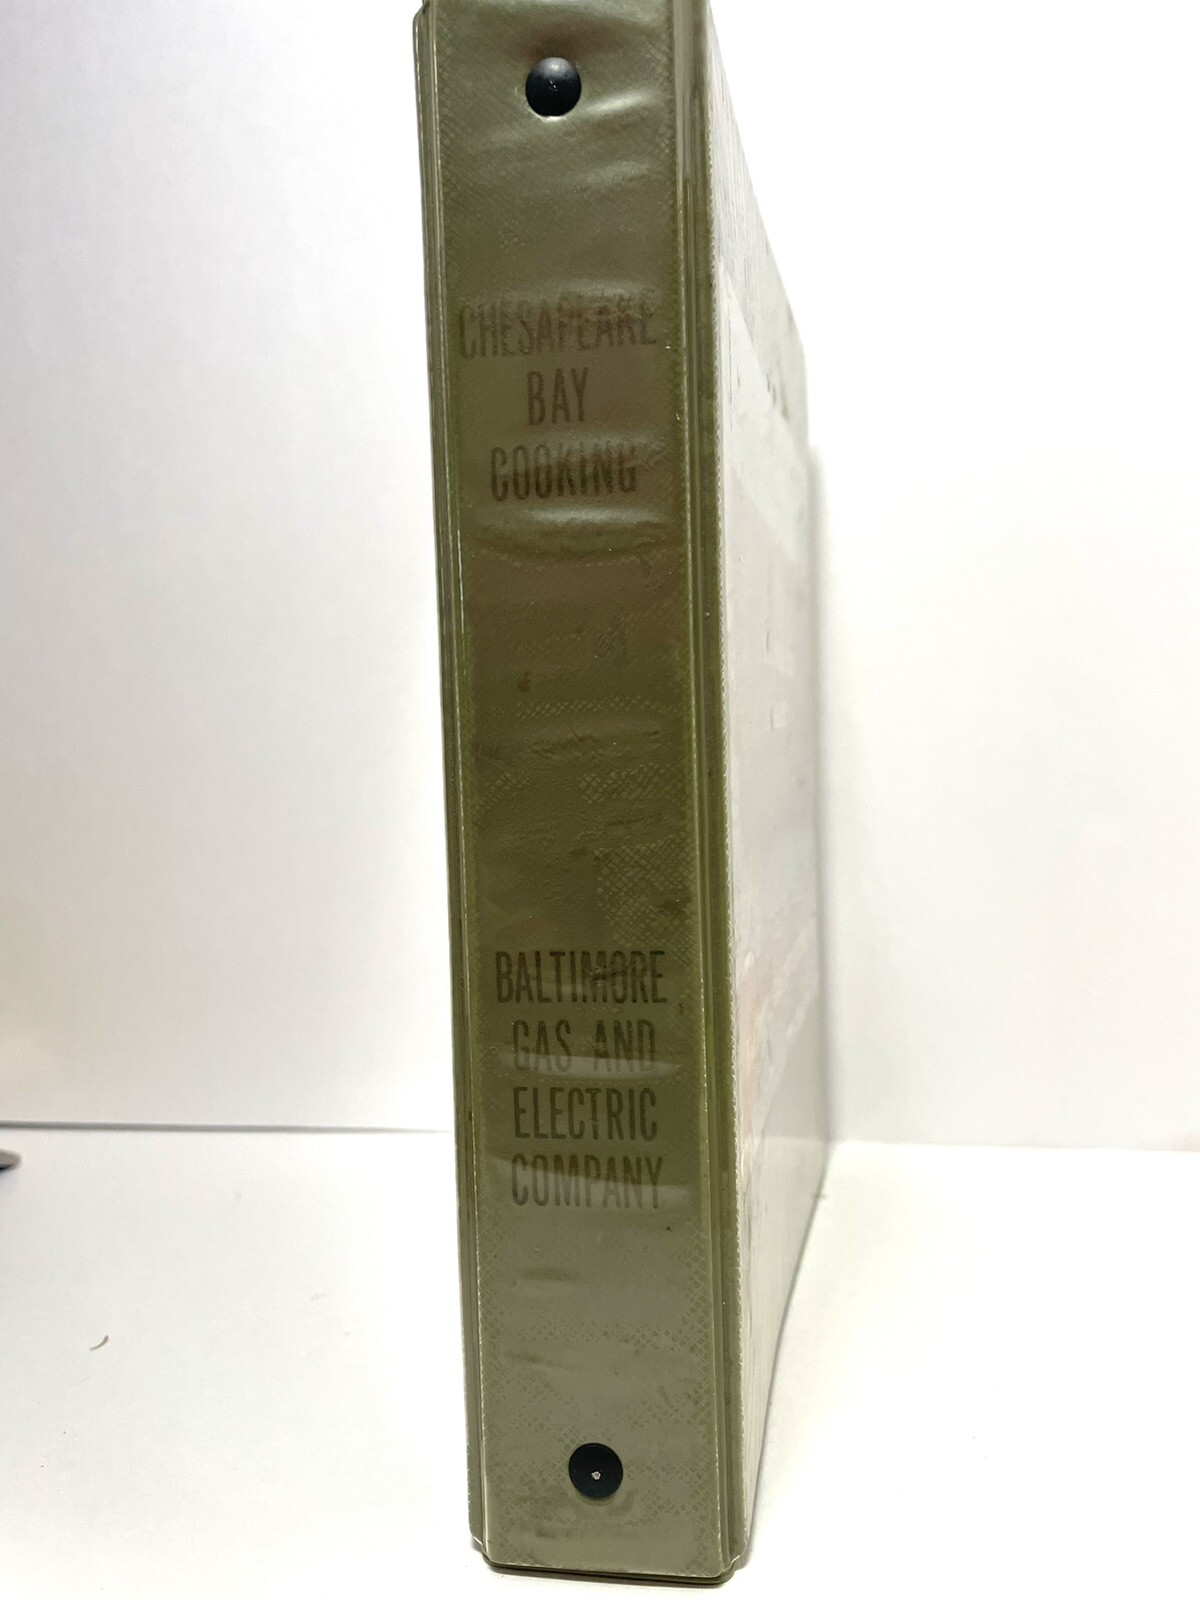 CHESAPEAKE
BAY
COOKING
BALTIMORE
GAS AND
ELECTRIC
COMPANY